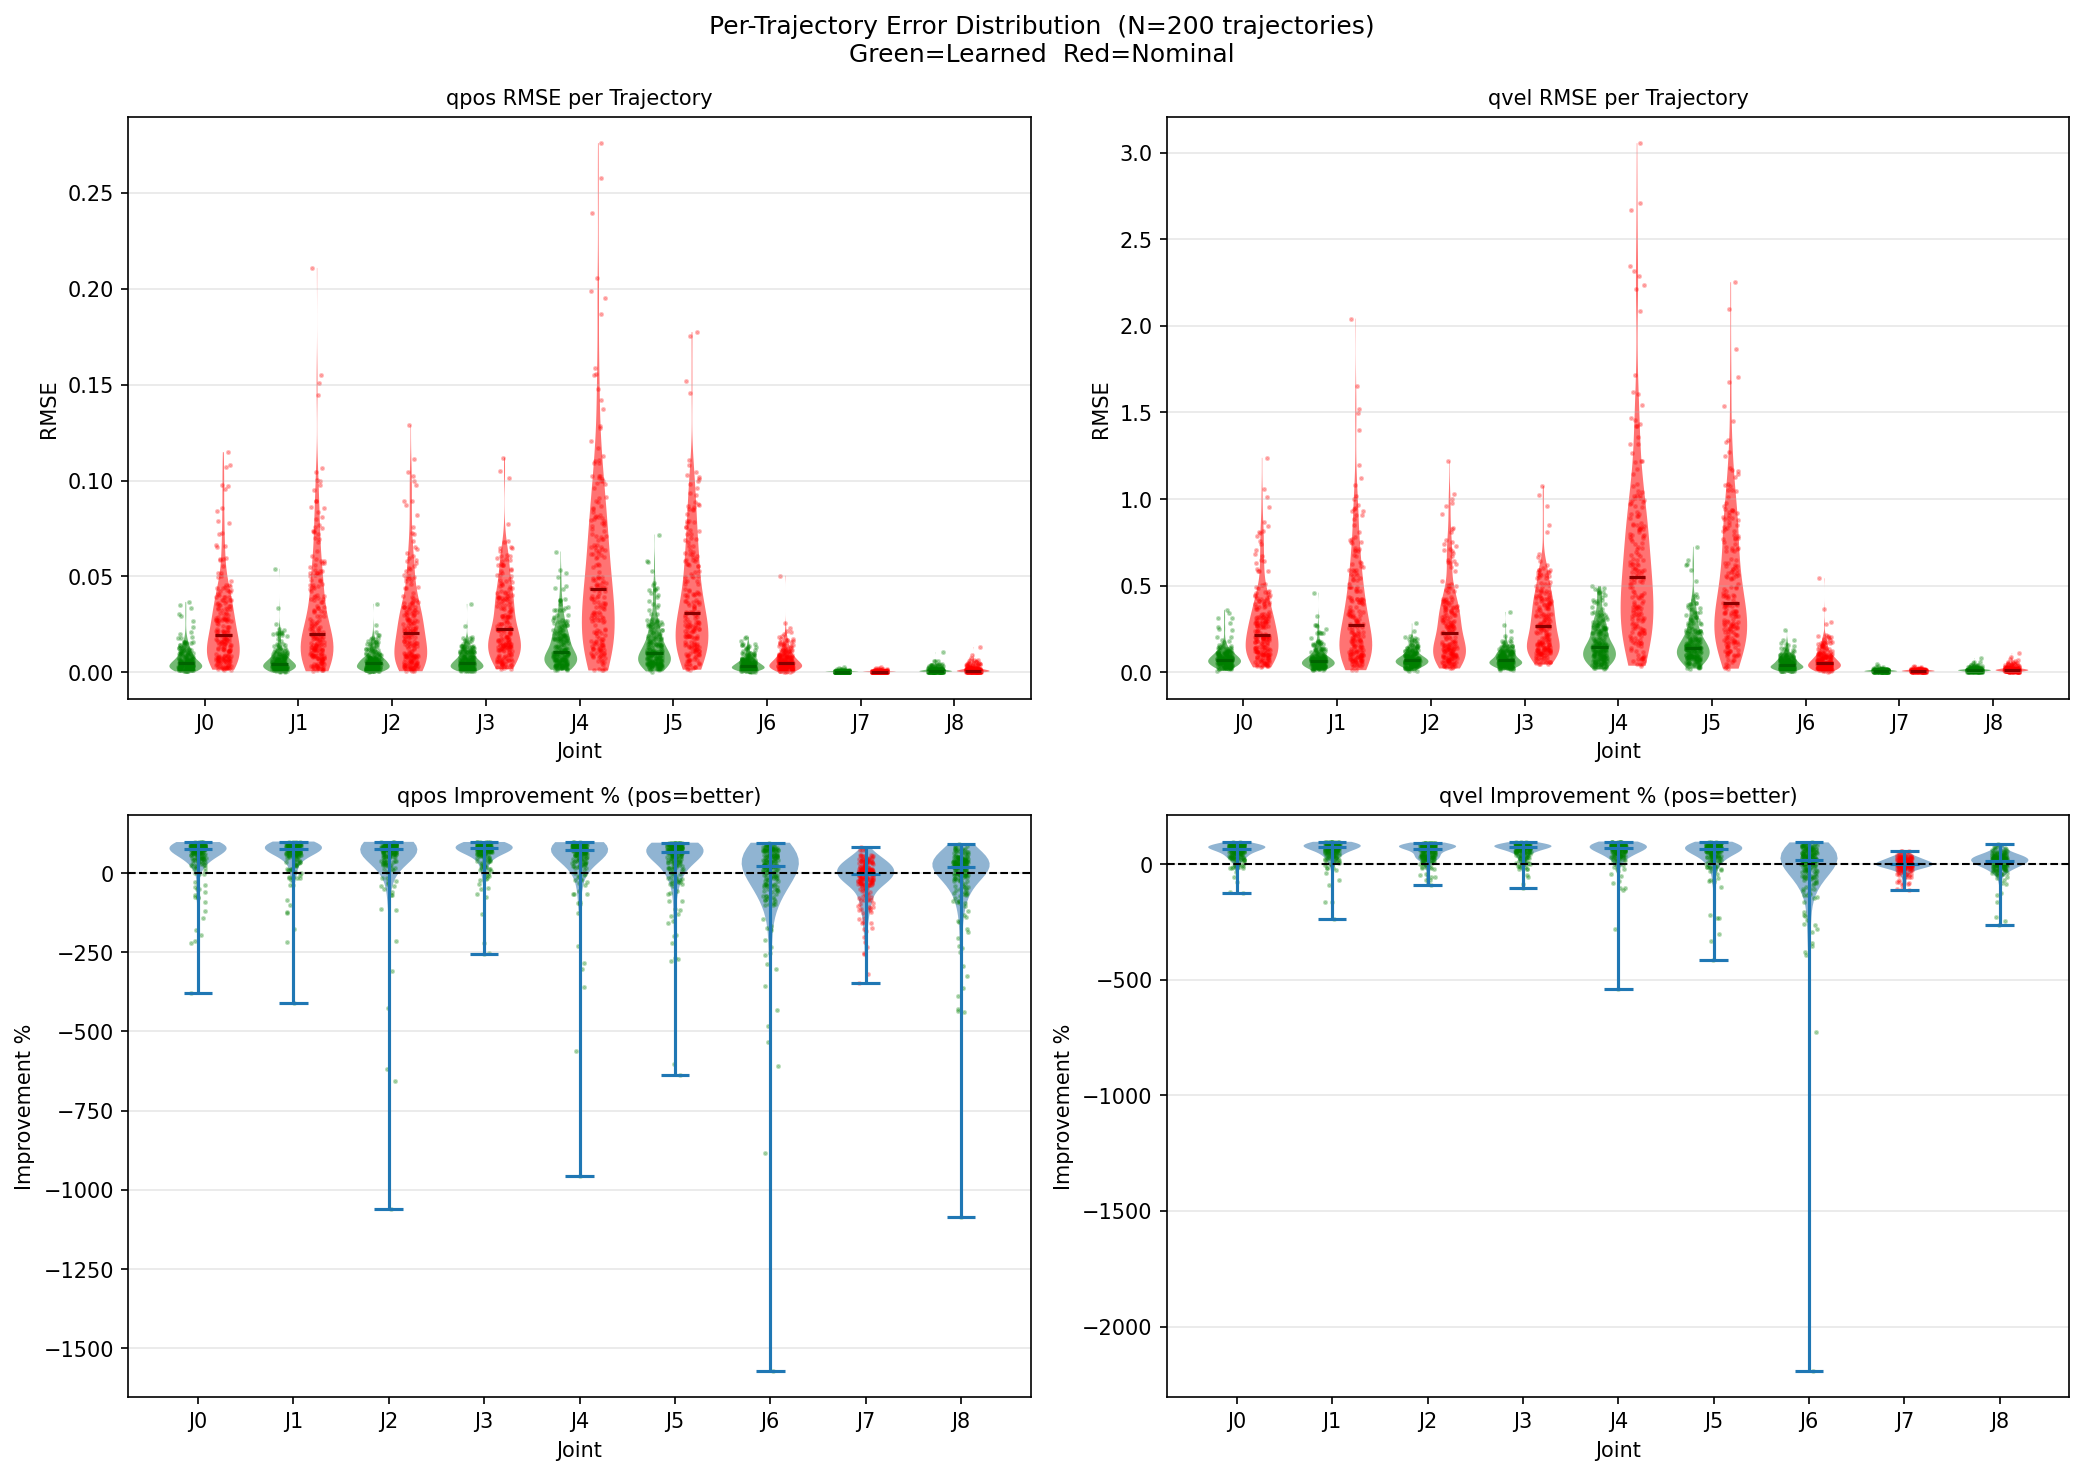 Per-Trajectory Error Distribution  (N=200 trajectories)
Green=Learned  Red=Nominal
qpos RMSE per Trajectory
RMSE
0.25
0.20
0.15
0.10
0.05
0.00
J0 J1 J2 J3 J4 J5 J6 J7 J8
Joint
qvel RMSE per Trajectory
RMSE
3.0
2.5
2.0
1.5
1.0
0.5
0.0
J0 J1 J2 J3 J4 J5 J6 J7 J8
Joint
qpos Improvement % (pos=better)
Improvement %
0
−250
−500
−750
−1000
−1250
−1500
J0 J1 J2 J3 J4 J5 J6 J7 J8
Joint
qvel Improvement % (pos=better)
Improvement %
0
−500
−1000
−1500
−2000
J0 J1 J2 J3 J4 J5 J6 J7 J8
Joint